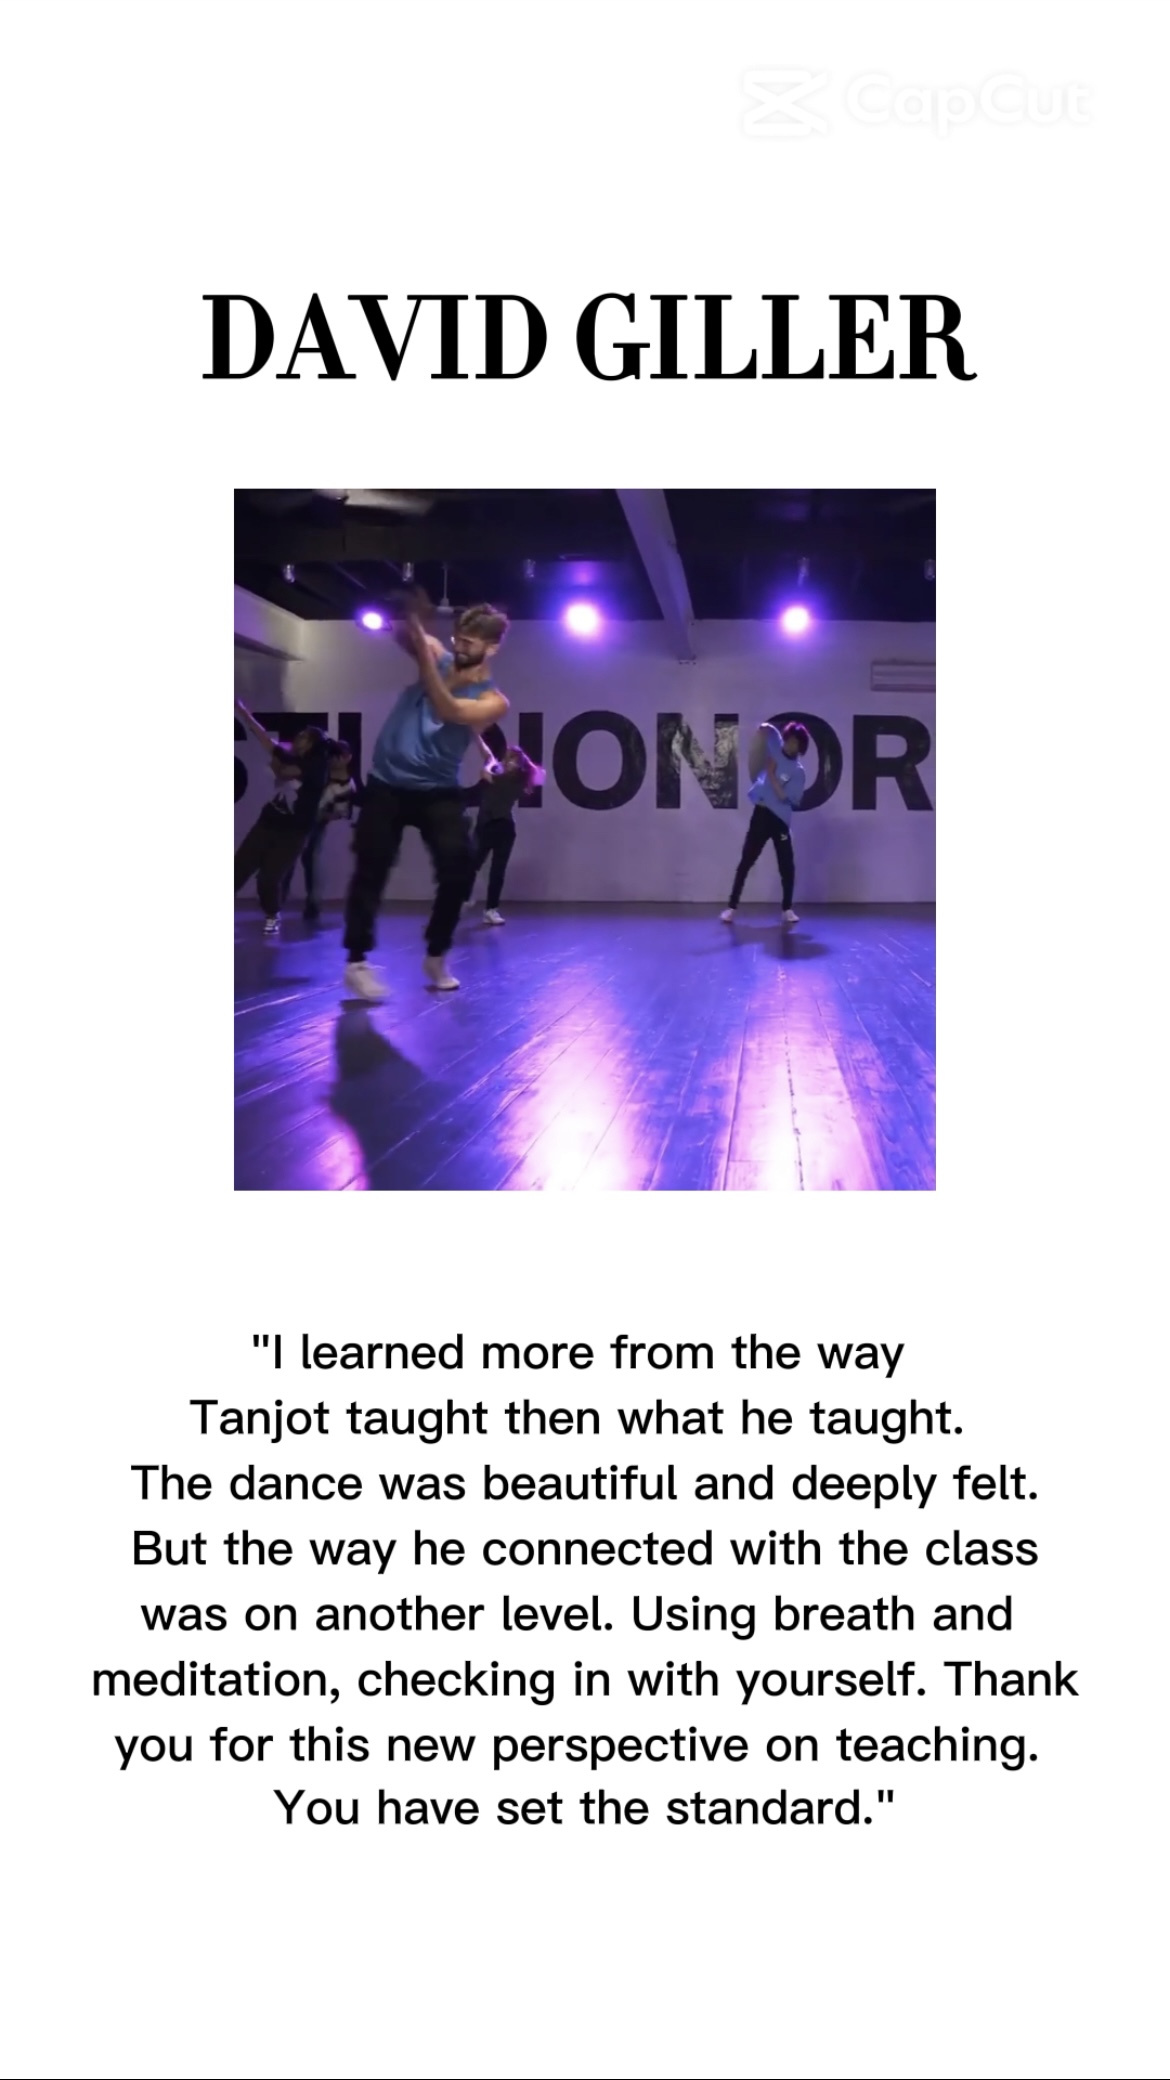 CapCut
DAVID GILLER
STUDIO NORTH
"I learned more from the way
Tanjot taught then what he taught.
The dance was beautiful and deeply felt.
But the way he connected with the class
was on another level. Using breath and
meditation, checking in with yourself. Thank
you for this new perspective on teaching.
You have set the standard."